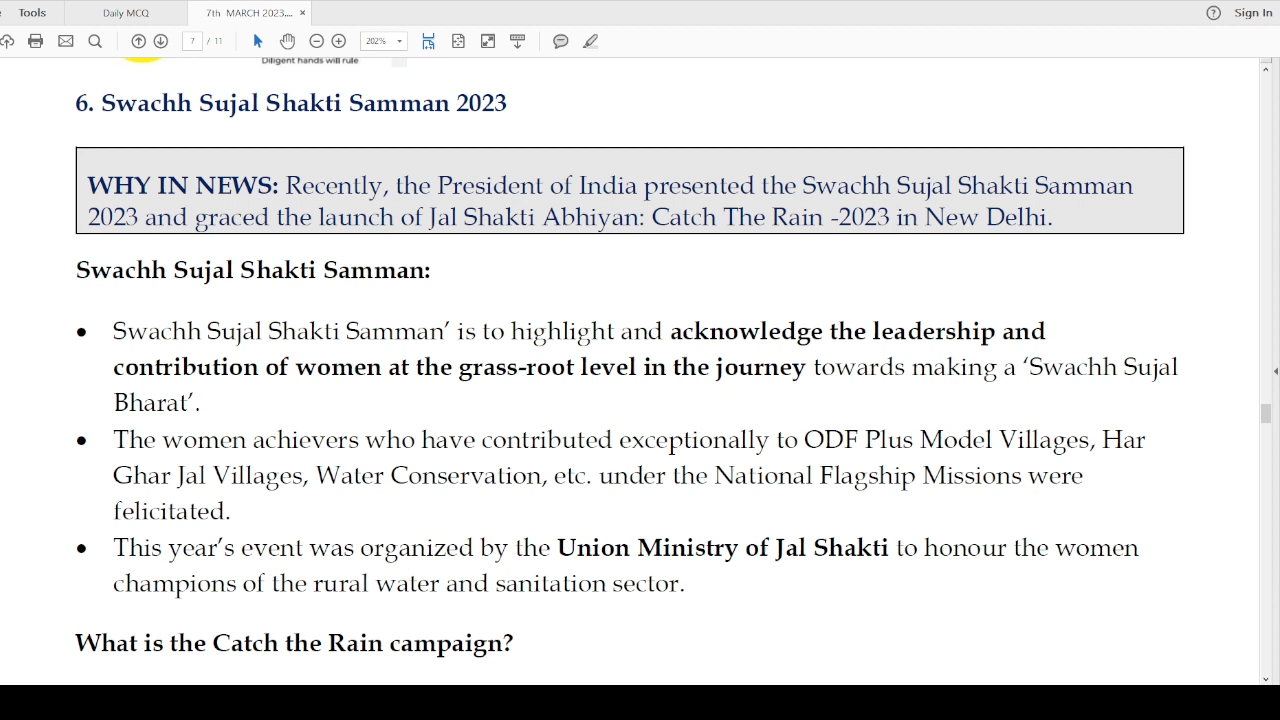 Tools Daily MCQ 7th MARCH 2023.... × Sign In
7 / 11 202%
Diligent hands will rule
6. Swachh Sujal Shakti Samman 2023
WHY IN NEWS: Recently, the President of India presented the Swachh Sujal Shakti Samman
2023 and graced the launch of Jal Shakti Abhiyan: Catch The Rain -2023 in New Delhi.
Swachh Sujal Shakti Samman:
• Swachh Sujal Shakti Samman’ is to highlight and acknowledge the leadership and
contribution of women at the grass-root level in the journey towards making a ‘Swachh Sujal
Bharat’.
• The women achievers who have contributed exceptionally to ODF Plus Model Villages, Har
Ghar Jal Villages, Water Conservation, etc. under the National Flagship Missions were
felicitated.
• This year’s event was organized by the Union Ministry of Jal Shakti to honour the women
champions of the rural water and sanitation sector.
What is the Catch the Rain campaign?